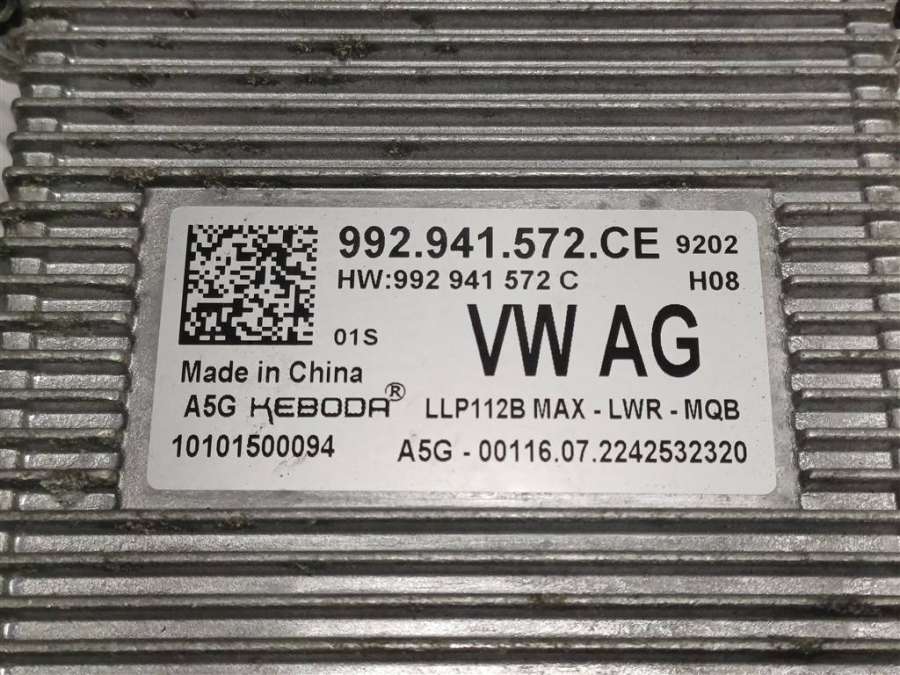 992.941.572.CE 9202
HW:992 941 572 C H08
01S VW AG
Made in China
A5G KEBODA® LLP112B MAX - LWR - MQB
10101500094 A5G - 00116.07.2242532320